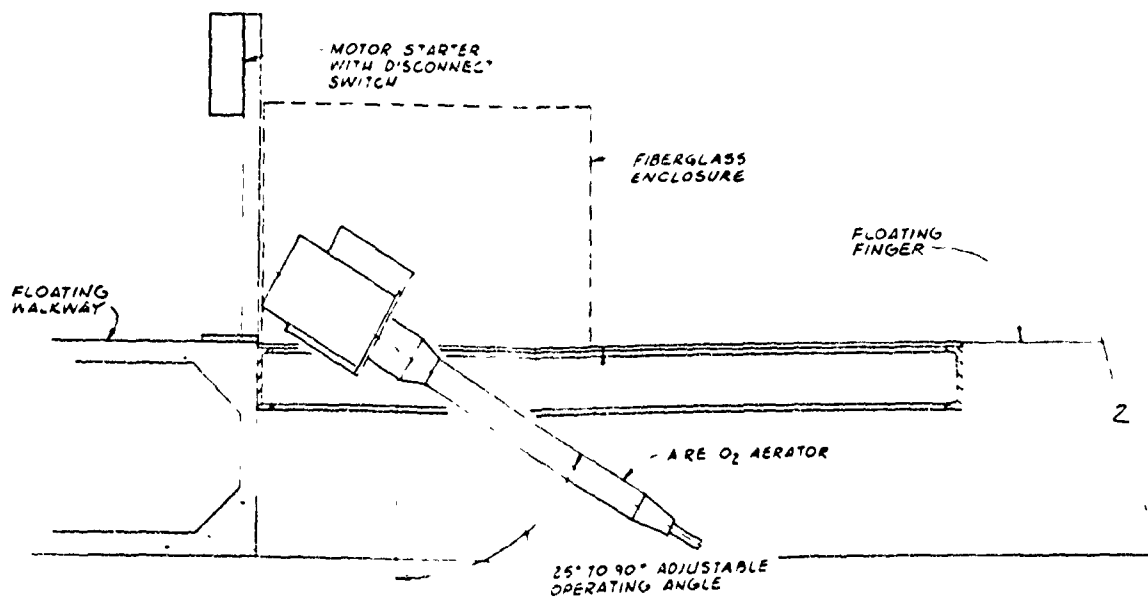 MOTOR STARTER
WITH DISCONNECT
SWITCH
FIBERGLASS
ENCLOSURE
FLOATING
FINGER
FLOATING
WALKWAY
2
AIRE O₂ AERATOR
25° TO 90° ADJUSTABLE
OPERATING ANGLE